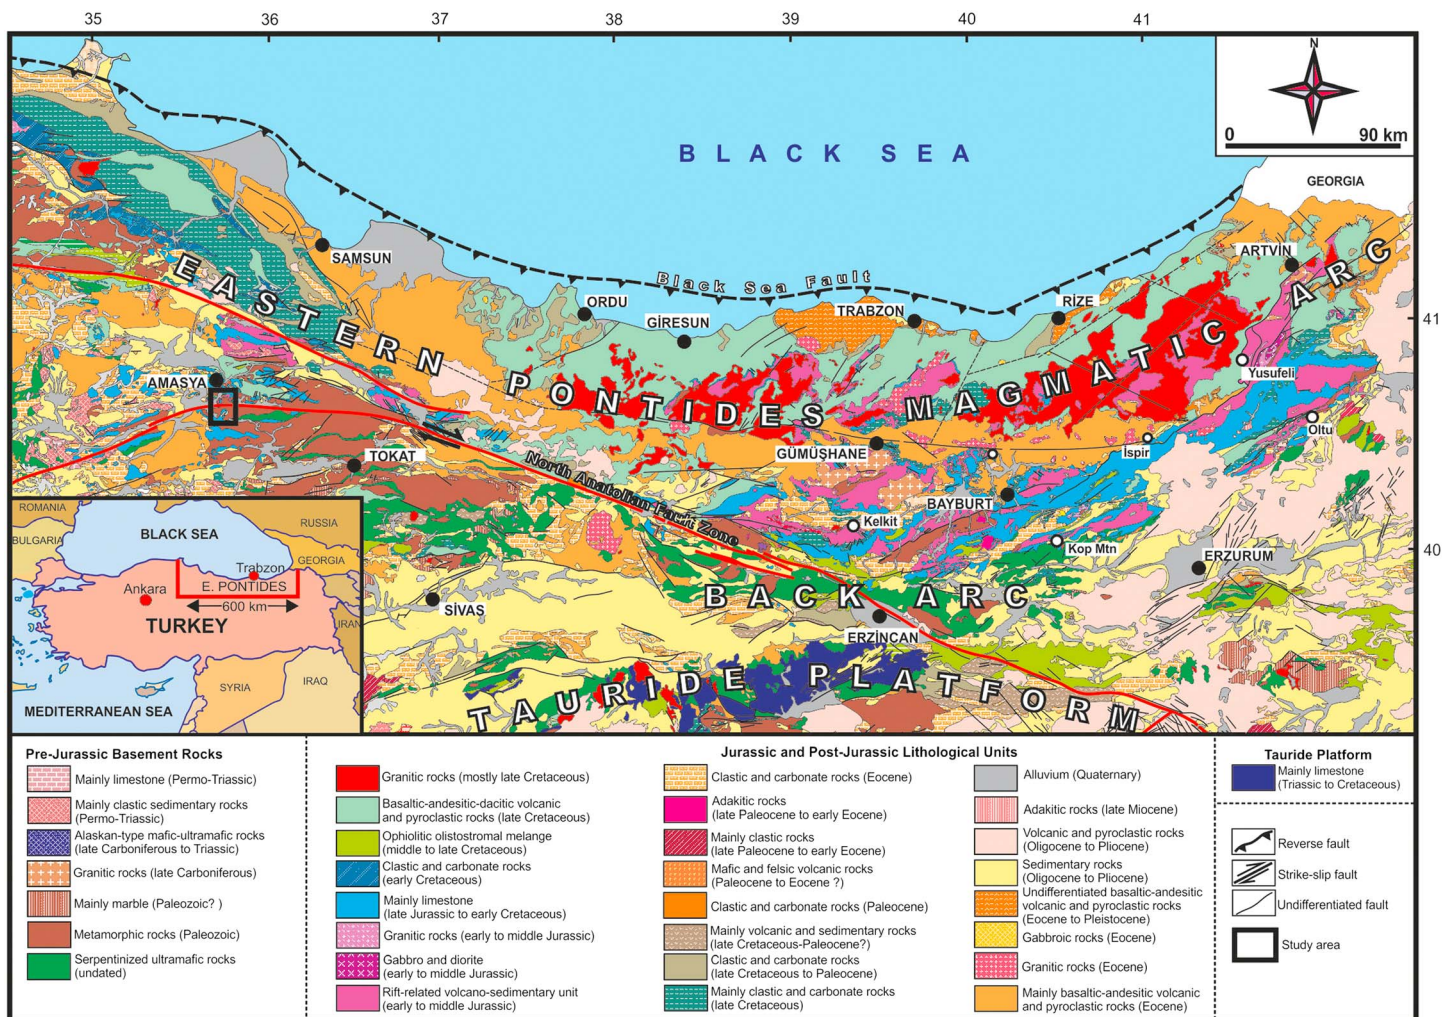 35 36 37 38 39 40 41
N
0 90 km
BLACK SEA
GEORGIA
ARTVİN
SAMSUN
Black Sea Fault
ORDU
TRABZON
RİZE
GİRESUN
41
EASTERN PONTIDES MAGMATIC ARC
Yusufeli
AMASYA
Oltu
TOKAT
GÜMÜŞHANE
İspir
North Anatolian Fault Zone
BAYBURT
Kelkit
Kop Mtn
40
ERZURUM
BACK ARC
SİVAS
ERZİNCAN
TAURIDE PLATFORM
ROMANIA
BLACK SEA
RUSSIA
BULGARIA
GEORGIA
Trabzon
Ankara
E. PONTIDES
600 km
TURKEY
IRAN
SYRIA
IRAQ
MEDITERRANEAN SEA
Pre-Jurassic Basement Rocks
Mainly limestone (Permo-Triassic)
Mainly clastic sedimentary rocks
(Permo-Triassic)
Alaskan-type mafic-ultramafic rocks
(late Carboniferous to Triassic)
Granitic rocks (late Carboniferous)
Mainly marble (Paleozoic? )
Metamorphic rocks (Paleozoic)
Serpentinized ultramafic rocks
(undated)
Jurassic and Post-Jurassic Lithological Units
Granitic rocks (mostly late Cretaceous)
Basaltic-andesitic-dacitic volcanic
and pyroclastic rocks (late Cretaceous)
Ophiolitic olistostromal melange
(middle to late Cretaceous)
Clastic and carbonate rocks
(early Cretaceous)
Mainly limestone
(late Jurassic to early Cretaceous)
Granitic rocks (early to middle Jurassic)
Gabbro and diorite
(early to middle Jurassic)
Rift-related volcano-sedimentary unit
(early to middle Jurassic)
Clastic and carbonate rocks (Eocene)
Adakitic rocks
(late Paleocene to early Eocene)
Mainly clastic rocks
(late Paleocene to early Eocene)
Mafic and felsic volcanic rocks
(Paleocene to Eocene ?)
Clastic and carbonate rocks (Paleocene)
Mainly volcanic and sedimentary rocks
(late Cretaceous-Paleocene?)
Clastic and carbonate rocks
(late Cretaceous to Paleocene)
Mainly clastic and carbonate rocks
(late Cretaceous)
Alluvium (Quaternary)
Adakitic rocks (late Miocene)
Volcanic and pyroclastic rocks
(Oligocene to Pliocene)
Sedimentary rocks
(Oligocene to Pliocene)
Undifferentiated basaltic-andesitic
volcanic and pyroclastic rocks
(Eocene to Pleistocene)
Gabbroic rocks (Eocene)
Granitic rocks (Eocene)
Mainly basaltic-andesitic volcanic
and pyroclastic rocks (Eocene)
Tauride Platform
Mainly limestone
(Triassic to Cretaceous)
Reverse fault
Strike-slip fault
Undifferentiated fault
Study area